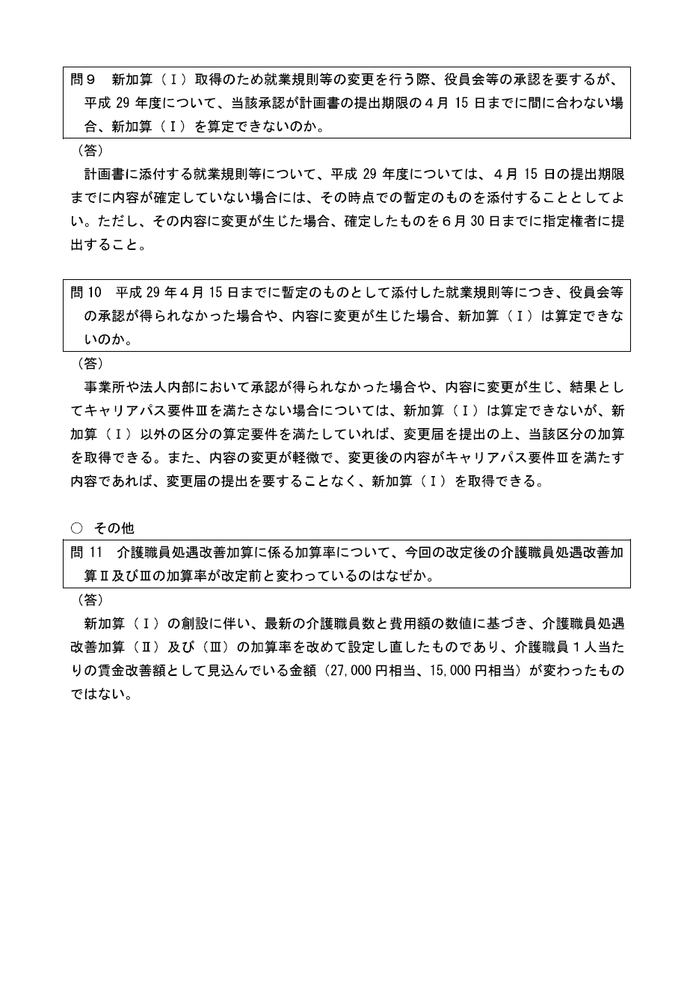 問９　新加算（Ⅰ）取得のため就業規則等の変更を行う際、役員会等の承認を要するが、
平成 29 年度について、当該承認が計画書の提出期限の４月 15 日までに間に合わない場
合、新加算（Ⅰ）を算定できないのか。
（答）
計画書に添付する就業規則等について、平成 29 年度については、４月 15 日の提出期限
までに内容が確定していない場合には、その時点での暫定のものを添付することとしてよ
い。ただし、その内容に変更が生じた場合、確定したものを６月 30 日までに指定権者に提
出すること。
問 10　平成 29 年４月 15 日までに暫定のものとして添付した就業規則等につき、役員会等
の承認が得られなかった場合や、内容に変更が生じた場合、新加算（Ⅰ）は算定できな
いのか。
（答）
事業所や法人内部において承認が得られなかった場合や、内容に変更が生じ、結果とし
てキャリアパス要件Ⅲを満たさない場合については、新加算（Ⅰ）は算定できないが、新
加算（Ⅰ）以外の区分の算定要件を満たしていれば、変更届を提出の上、当該区分の加算
を取得できる。また、内容の変更が軽微で、変更後の内容がキャリアパス要件Ⅲを満たす
内容であれば、変更届の提出を要することなく、新加算（Ⅰ）を取得できる。
○　その他
問 11　介護職員処遇改善加算に係る加算率について、今回の改定後の介護職員処遇改善加
算Ⅱ及びⅢの加算率が改定前と変わっているのはなぜか。
（答）
新加算（Ⅰ）の創設に伴い、最新の介護職員数と費用額の数値に基づき、介護職員処遇
改善加算（Ⅱ）及び（Ⅲ）の加算率を改めて設定し直したものであり、介護職員１人当た
りの賃金改善額として見込んでいる金額（27,000 円相当、15,000 円相当）が変わったもの
ではない。